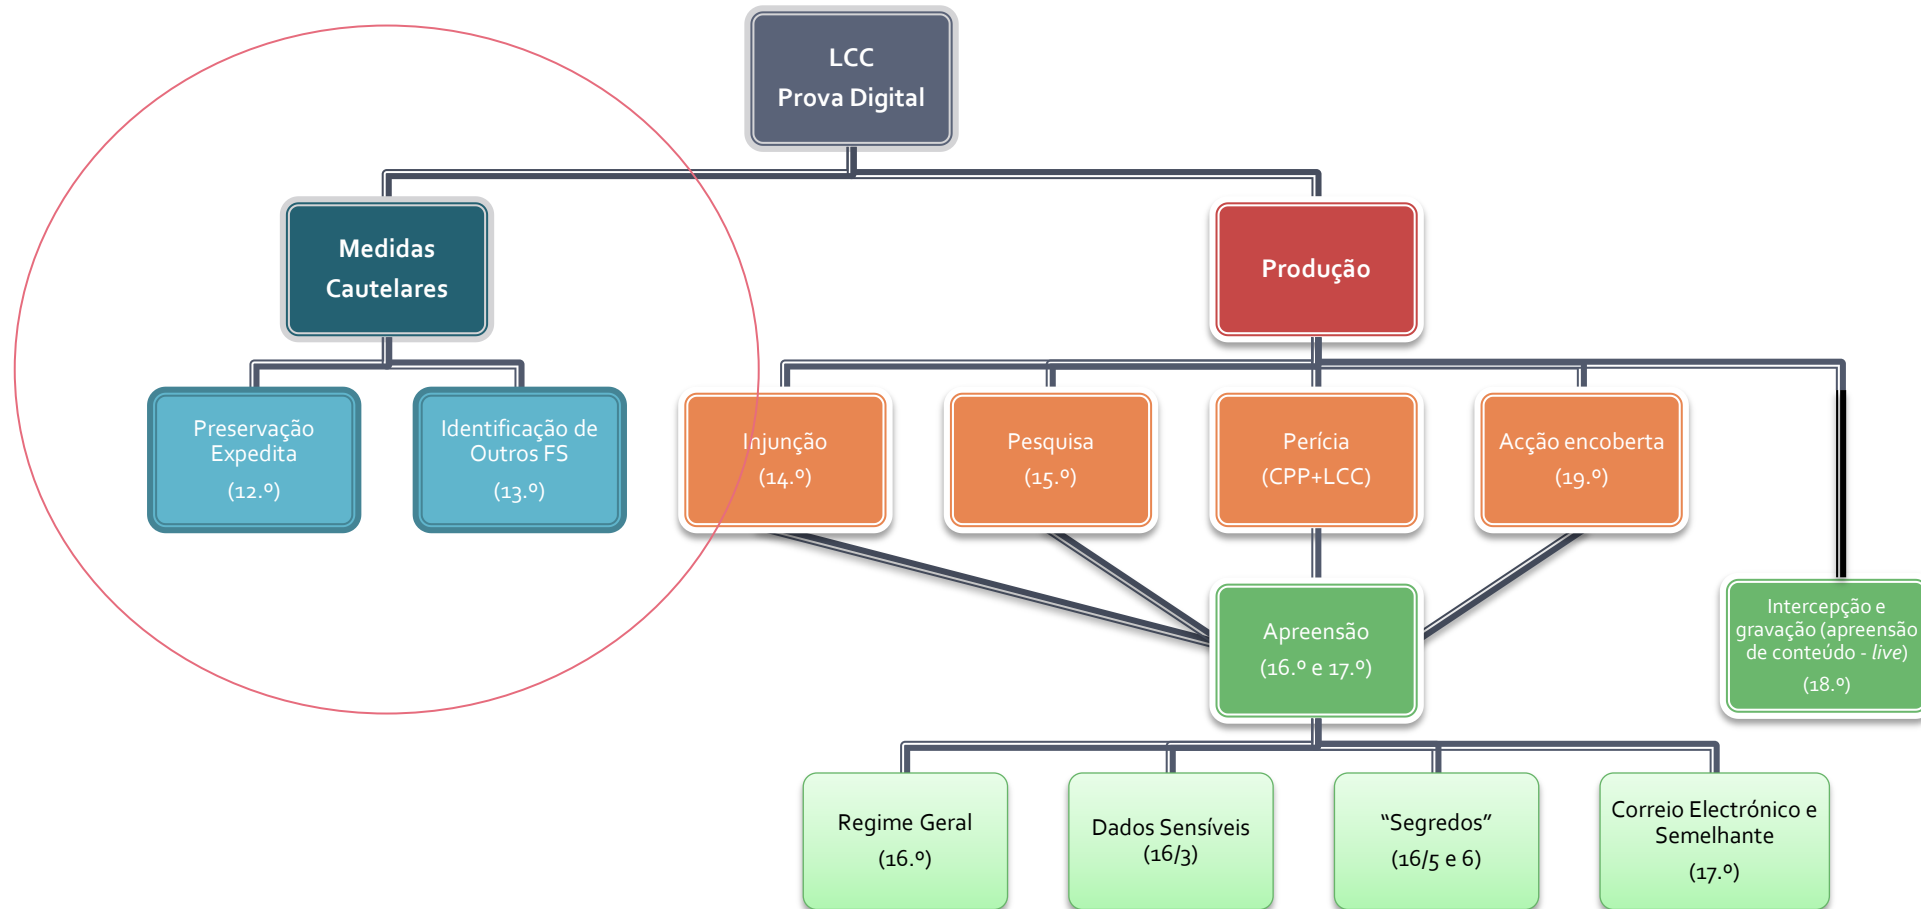 LCC
Prova Digital
Medidas
Cautelares
Produção
Preservação
Expedita
(12.º)
Identificação de
Outros FS
(13.º)
Injunção
(14.º)
Pesquisa
(15.º)
Perícia
(CPP+LCC)
Acção encoberta
(19.º)
Apreensão
(16.º e 17.º)
Intercepção e
gravação (apreensão
de conteúdo - live)
(18.º)
Regime Geral
(16.º)
Dados Sensíveis
(16/3)
“Segredos”
(16/5 e 6)
Correio Electrónico e
Semelhante
(17.º)